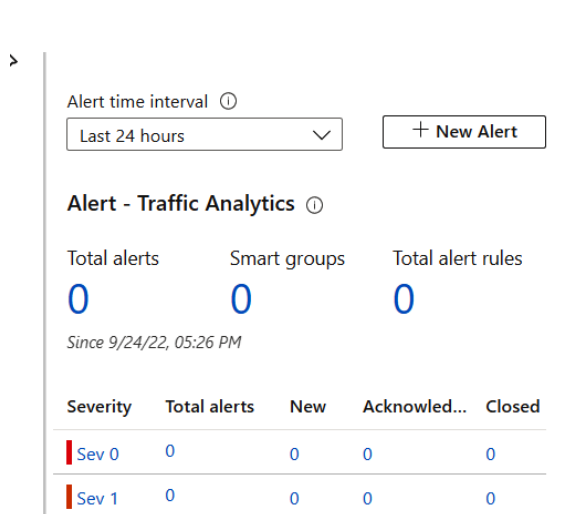 Alert time interval
Last 24 hours
+ New Alert
Alert - Traffic Analytics
Total alerts Smart groups Total alert rules
0 0 0
Since 9/24/22, 05:26 PM
Severity Total alerts New Acknowled... Closed
Sev 0 0 0 0 0
Sev 1 0 0 0 0